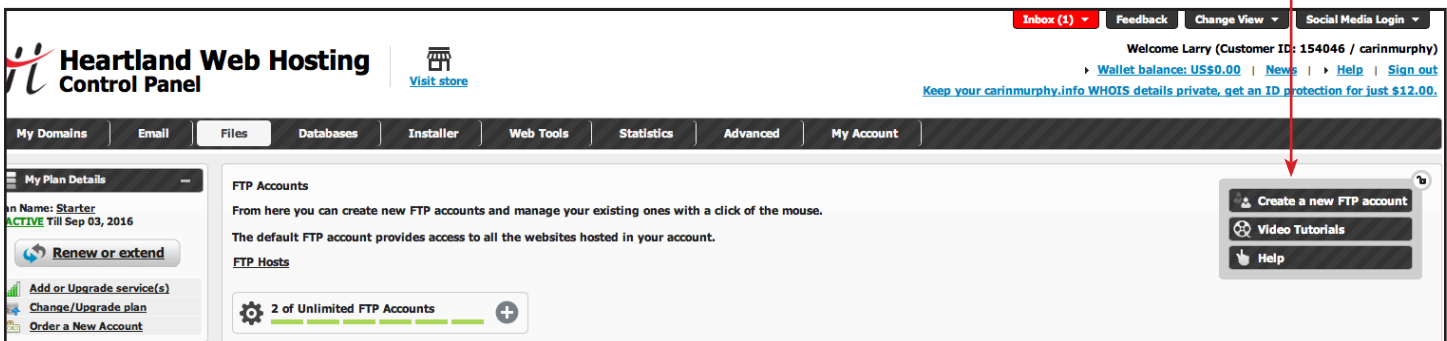 Inbox (1)
Feedback
Change View
Social Media Login
Heartland Web Hosting
Control Panel
Visit store
Welcome Larry (Customer ID: 154046 / carinmurphy)
Wallet balance: US$0.00 | News | Help | Sign out
Keep your carinmurphy.info WHOIS details private, get an ID protection for just $12.00.
My Domains
Email
Files
Databases
Installer
Web Tools
Statistics
Advanced
My Account
My Plan Details
an Name: Starter
ACTIVE Till Sep 03, 2016
Renew or extend
Add or Upgrade service(s)
Change/Upgrade plan
Order a New Account
FTP Accounts
From here you can create new FTP accounts and manage your existing ones with a click of the mouse.
The default FTP account provides access to all the websites hosted in your account.
FTP Hosts
2 of Unlimited FTP Accounts
Create a new FTP account
Video Tutorials
Help